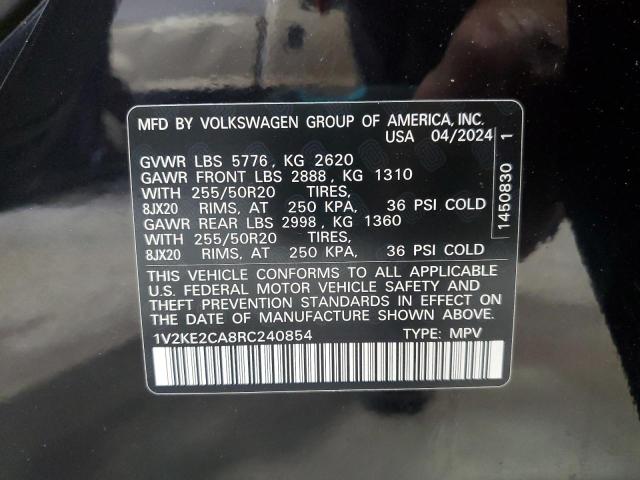 MFD BY VOLKSWAGEN GROUP OF AMERICA, INC.
USA 04/2024
GVWR LBS 5776, KG 2620
GAWR FRONT LBS 2888, KG 1310
WITH 255/50R20 TIRES,
8JX20 RIMS, AT 250 KPA, 36 PSI COLD
GAWR REAR LBS 2998, KG 1360
WITH 255/50R20 TIRES,
8JX20 RIMS, AT 250 KPA, 36 PSI COLD
THIS VEHICLE CONFORMS TO ALL APPLICABLE
U.S. FEDERAL MOTOR VEHICLE SAFETY AND
THEFT PREVENTION STANDARDS IN EFFECT ON
THE DATE OF MANUFACTURE SHOWN ABOVE.
1V2KE2CA8RC240854 TYPE: MPV
1450830 1